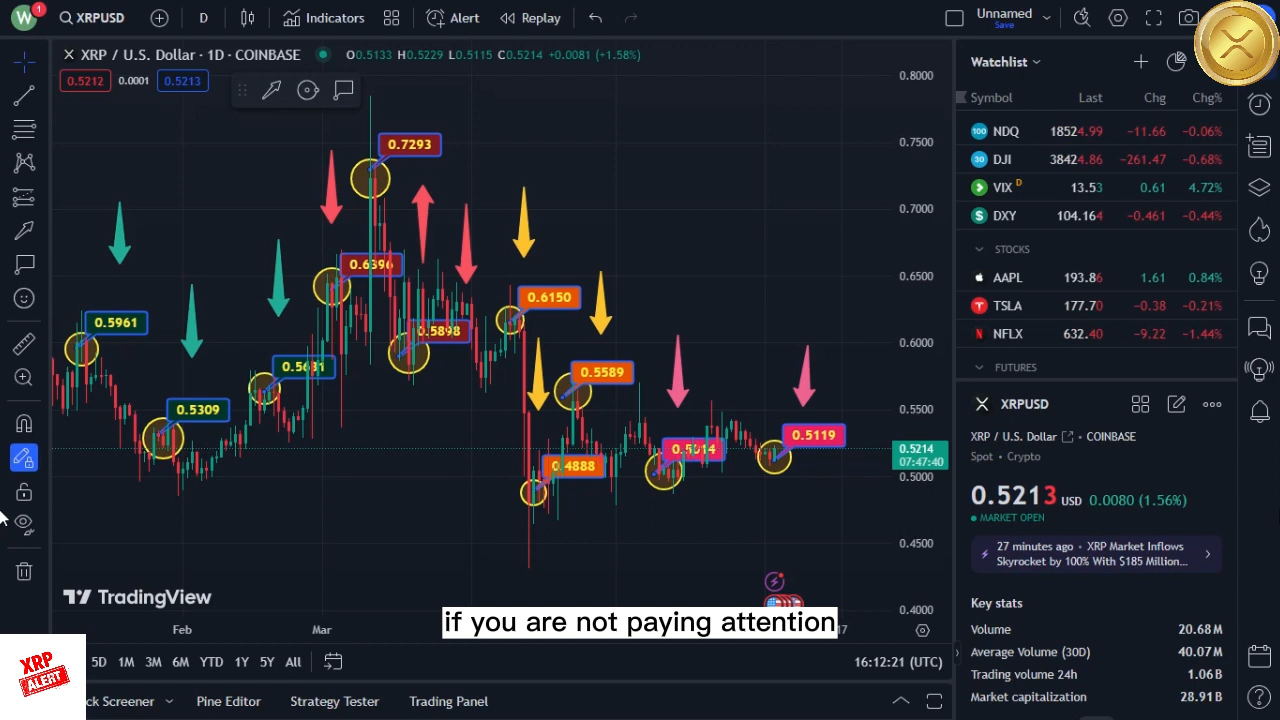 W 1 XRPUSD D Indicators Alert Replay Unnamed
Save
XRP / U.S. Dollar · 1D · COINBASE O0.5133 H0.5229 L0.5115 C0.5214 +0.0081 (+1.58%)
0.5212 0.0001 0.5213
0.8000
0.7500
0.7000
0.6500
0.6000
0.5500
0.5214
07:47:40
0.5000
0.4500
0.4000
0.7293
0.6396
0.5961
0.5898
0.6150
0.5589
0.5309
0.4888
0.5119
TradingView
if you are not paying attention
Feb Mar
5D 1M 3M 6M YTD 1Y 5Y All 16:12:21 (UTC)
XRP
ALERT
ck Screener Pine Editor Strategy Tester Trading Panel
Watchlist
Symbol Last Chg Chg%
100 NDQ 18524.99 −11.66 −0.06%
30 DJI 38424.86 −261.47 −0.68%
VIX D 13.53 0.61 4.72%
$ DXY 104.164 −0.461 −0.44%
STOCKS
AAPL 193.86 1.61 0.84%
TSLA 177.70 −0.38 −0.21%
NFLX 632.40 −9.22 −1.44%
FUTURES
XRPUSD
XRP / U.S. Dollar COINBASE
Spot • Crypto
0.5213 USD 0.0080 (1.56%)
MARKET OPEN
27 minutes ago • XRP Market Inflows
Skyrocket by 100% With $185 Million...
Key stats
Volume 20.68M
Average Volume (30D) 40.07M
Trading volume 24h 1.06B
Market capitalization 28.91B